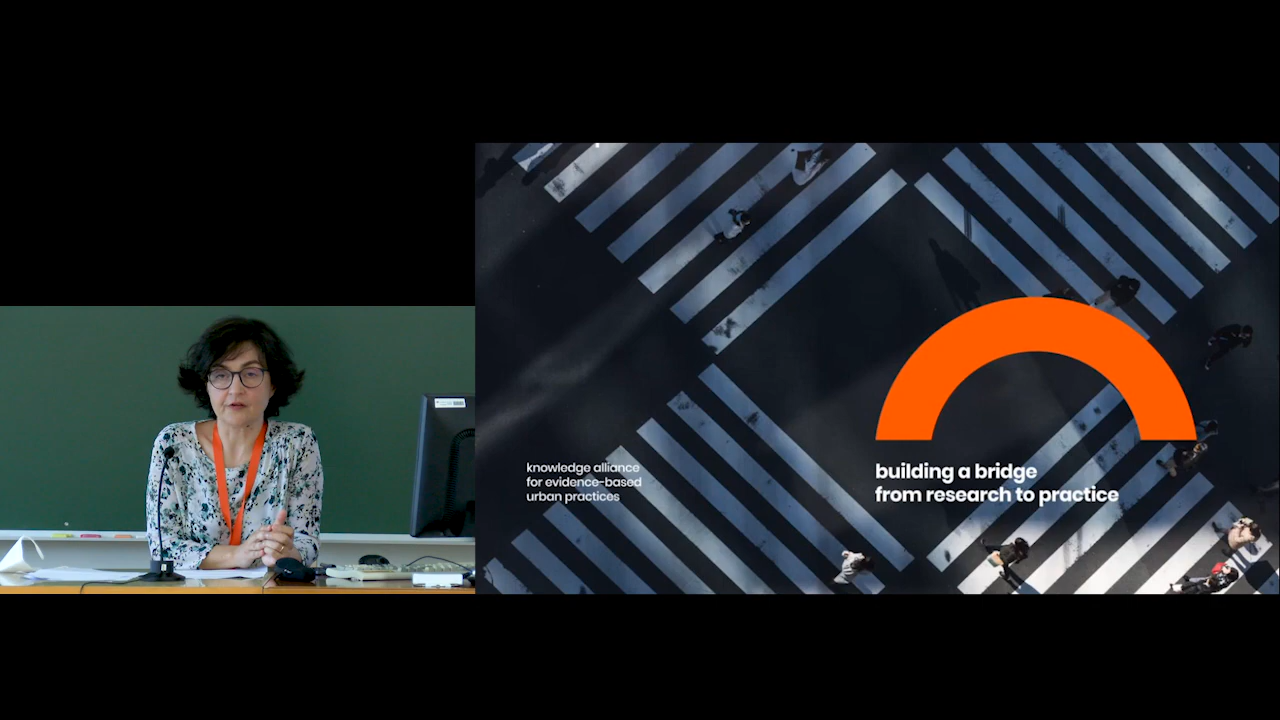 knowledge alliance
for evidence-based
urban practices
building a bridge
from research to practice